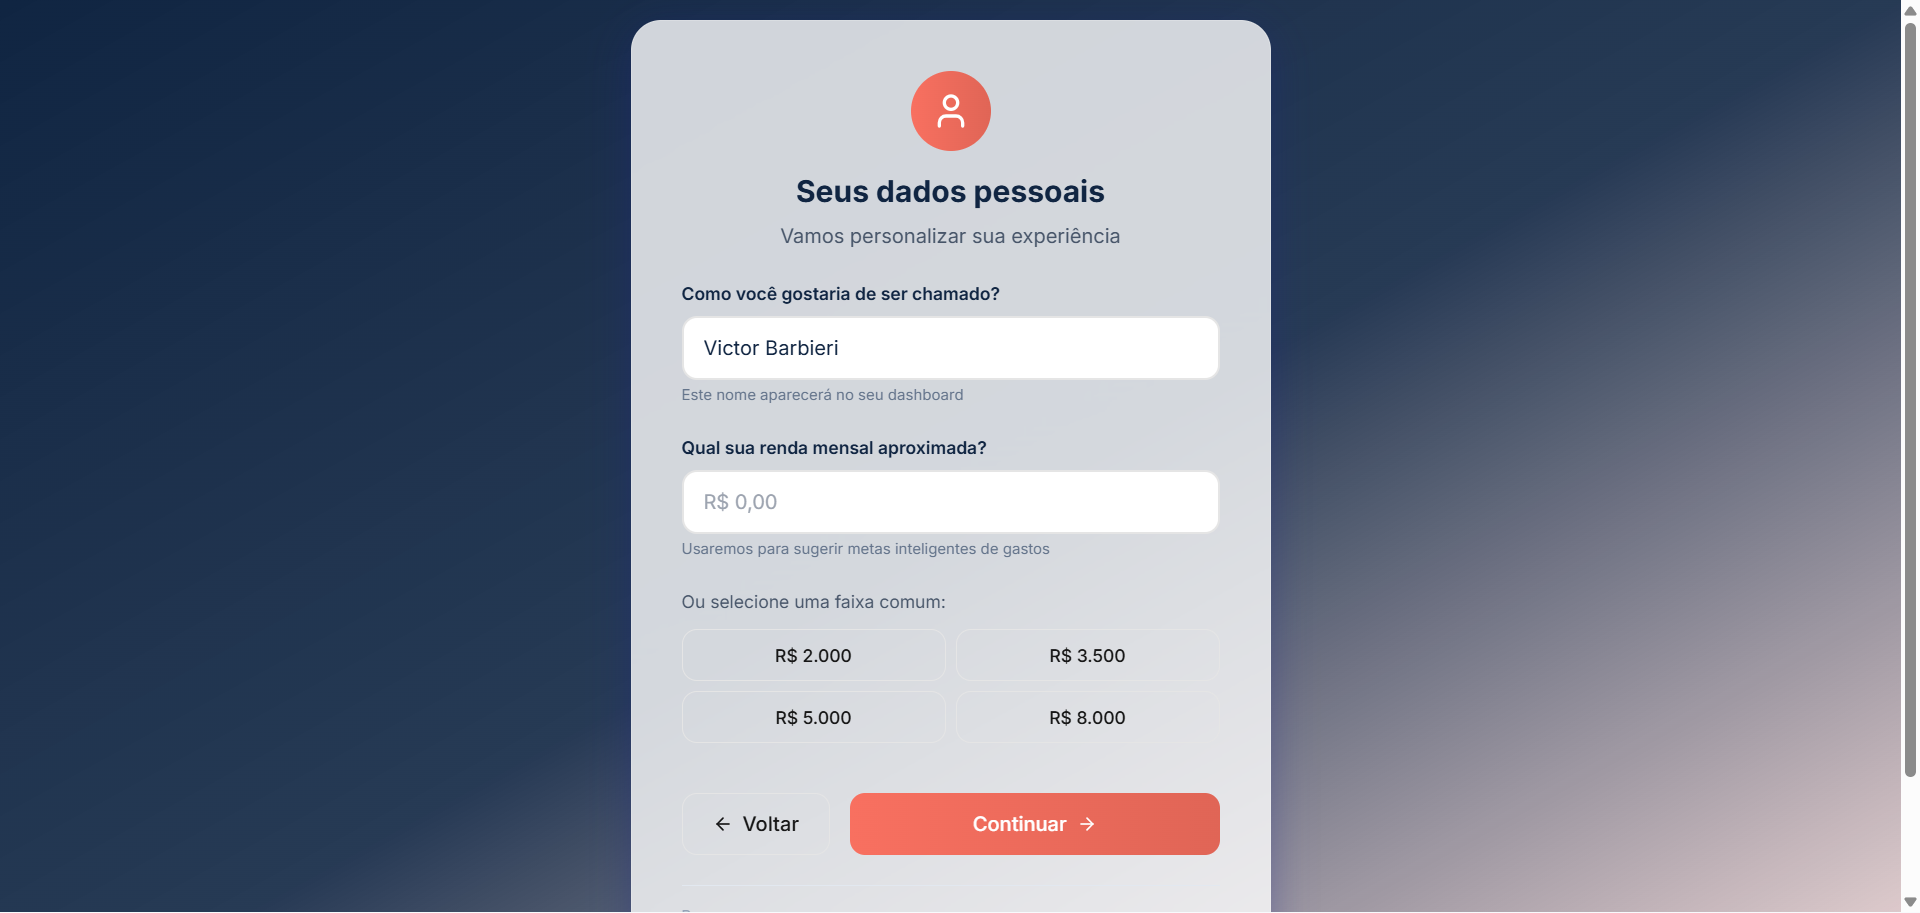 Seus dados pessoais
Vamos personalizar sua experiência
Como você gostaria de ser chamado?
Victor Barbieri
Este nome aparecerá no seu dashboard
Qual sua renda mensal aproximada?
R$ 0,00
Usaremos para sugerir metas inteligentes de gastos
Ou selecione uma faixa comum:
R$ 2.000
R$ 3.500
R$ 5.000
R$ 8.000
← Voltar
Continuar →